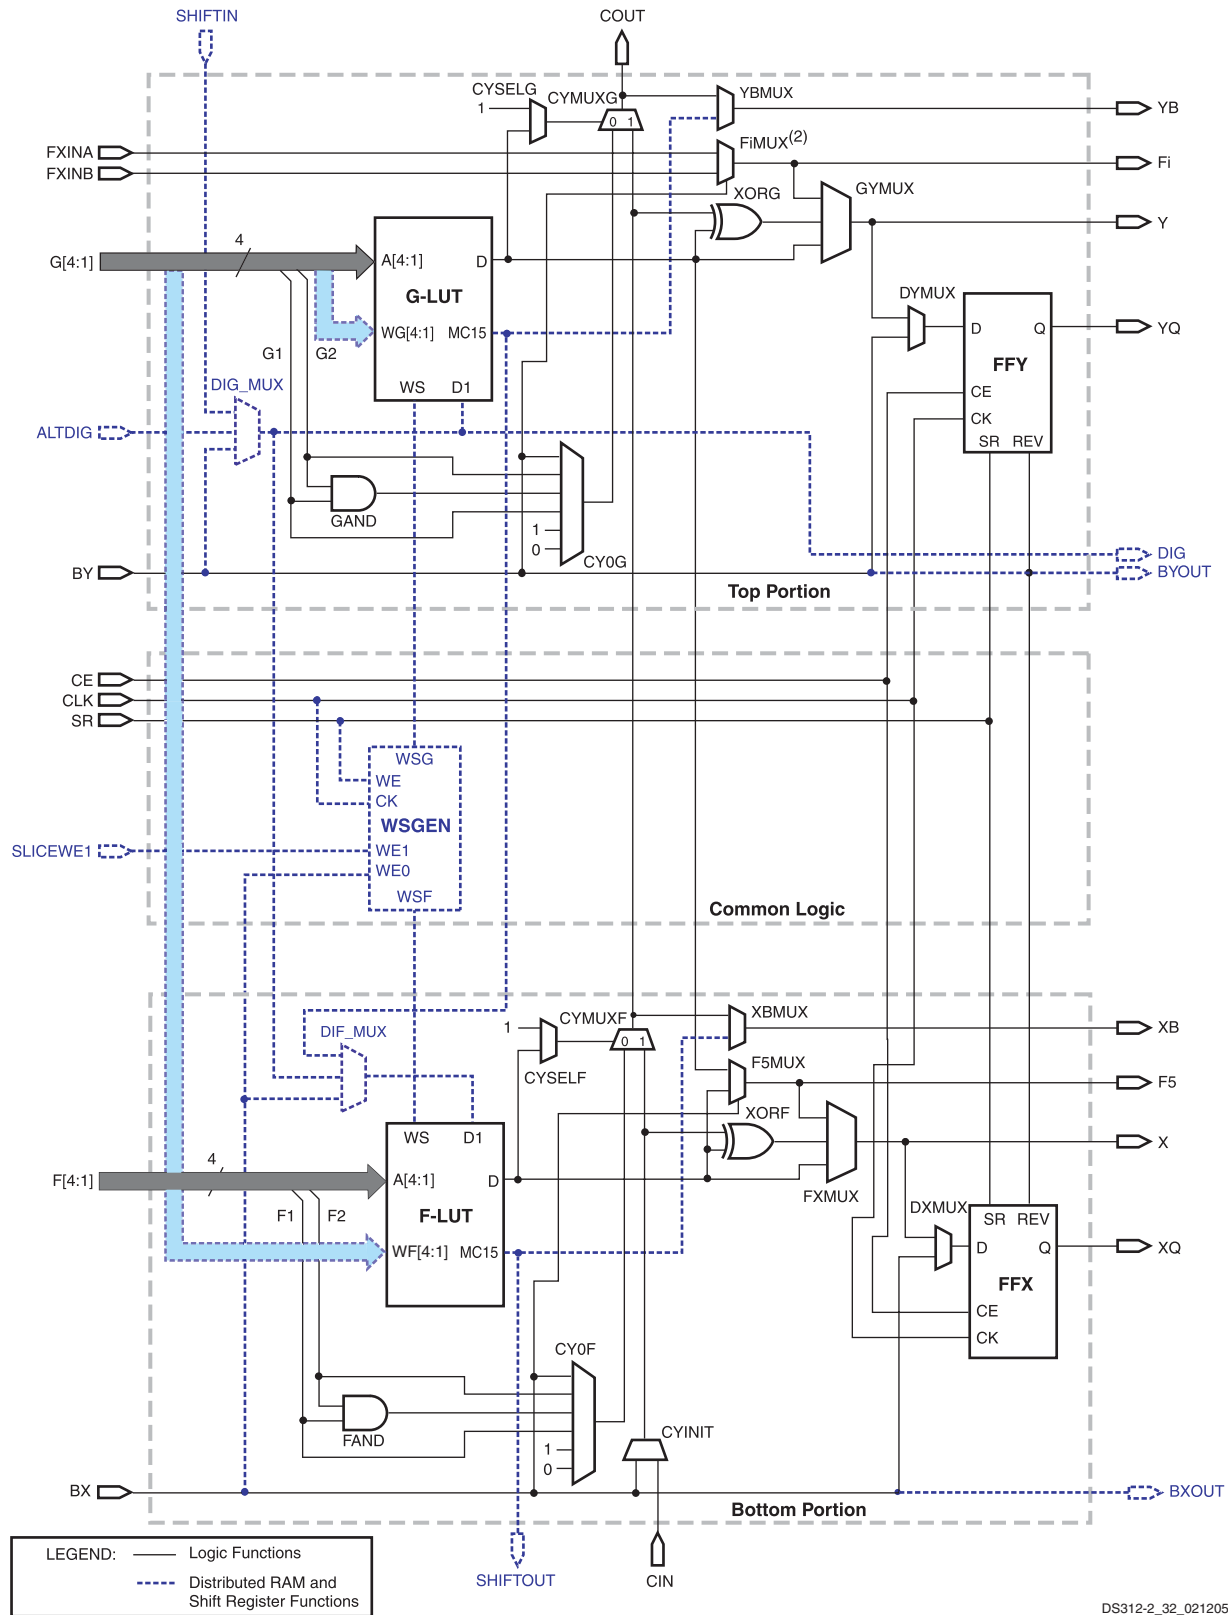 SHIFTIN
COUT
CYSELG
CYMUXG
YBMUX
1
0 1
YB
FXINA
FXINB
FiMUX(2)
Fi
XORG
GYMUX
Y
4
G[4:1]
A[4:1]
D
G-LUT
WG[4:1]
MC15
WS
D1
G1
G2
DYMUX
D
Q
YQ
FFY
CE
CK
SR
REV
DIG_MUX
ALTDIG
GAND
1
0
CY0G
BY
DIG
BYOUT
Top Portion
CE
CLK
SR
WSG
WE
CK
WSGEN
WE1
WE0
WSF
SLICEWE1
Common Logic
1
CYMUXF
0 1
CYSELF
XBMUX
XB
DIF_MUX
F5MUX
F5
XORF
FXMUX
X
WS
D1
4
F[4:1]
A[4:1]
D
F-LUT
WF[4:1]
MC15
F1
F2
DXMUX
SR
REV
D
Q
XQ
FFX
CE
CK
CY0F
FAND
1
0
CYINIT
BX
BXOUT
Bottom Portion
SHIFTOUT
CIN
LEGEND:
Logic Functions
Distributed RAM and
Shift Register Functions
DS312-2_32_021205